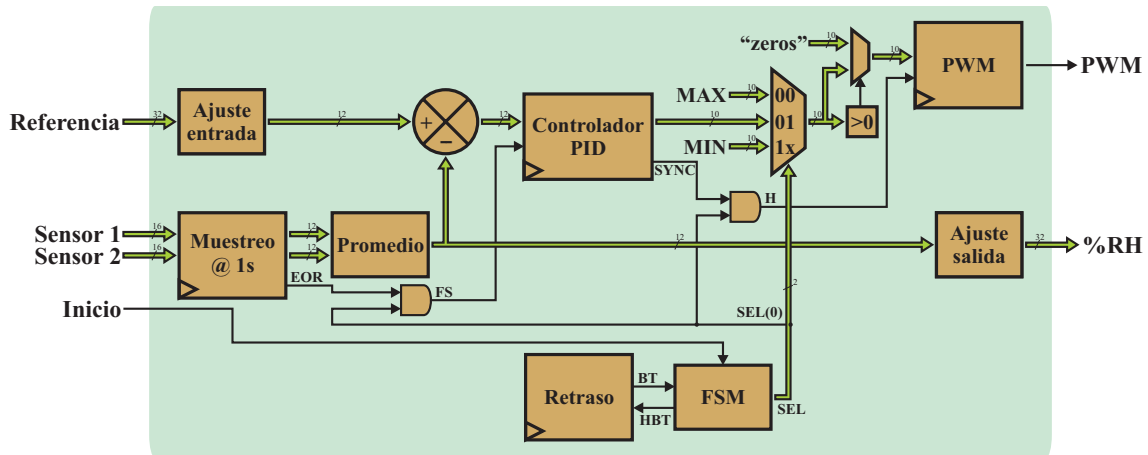 “zeros”
10
10
PWM
PWM
MAX
10
00
Referencia
32
Ajuste
entrada
12
+
−
12
Controlador
PID
10
01
10
>0
MIN
10
1x
SYNC
H
Sensor 1
16
Sensor 2
16
Muestreo
@ 1s
12
12
Promedio
12
Ajuste
salida
32
%RH
EOR
FS
2
Inicio
SEL(0)
Retraso
BT
HBT
FSM
SEL